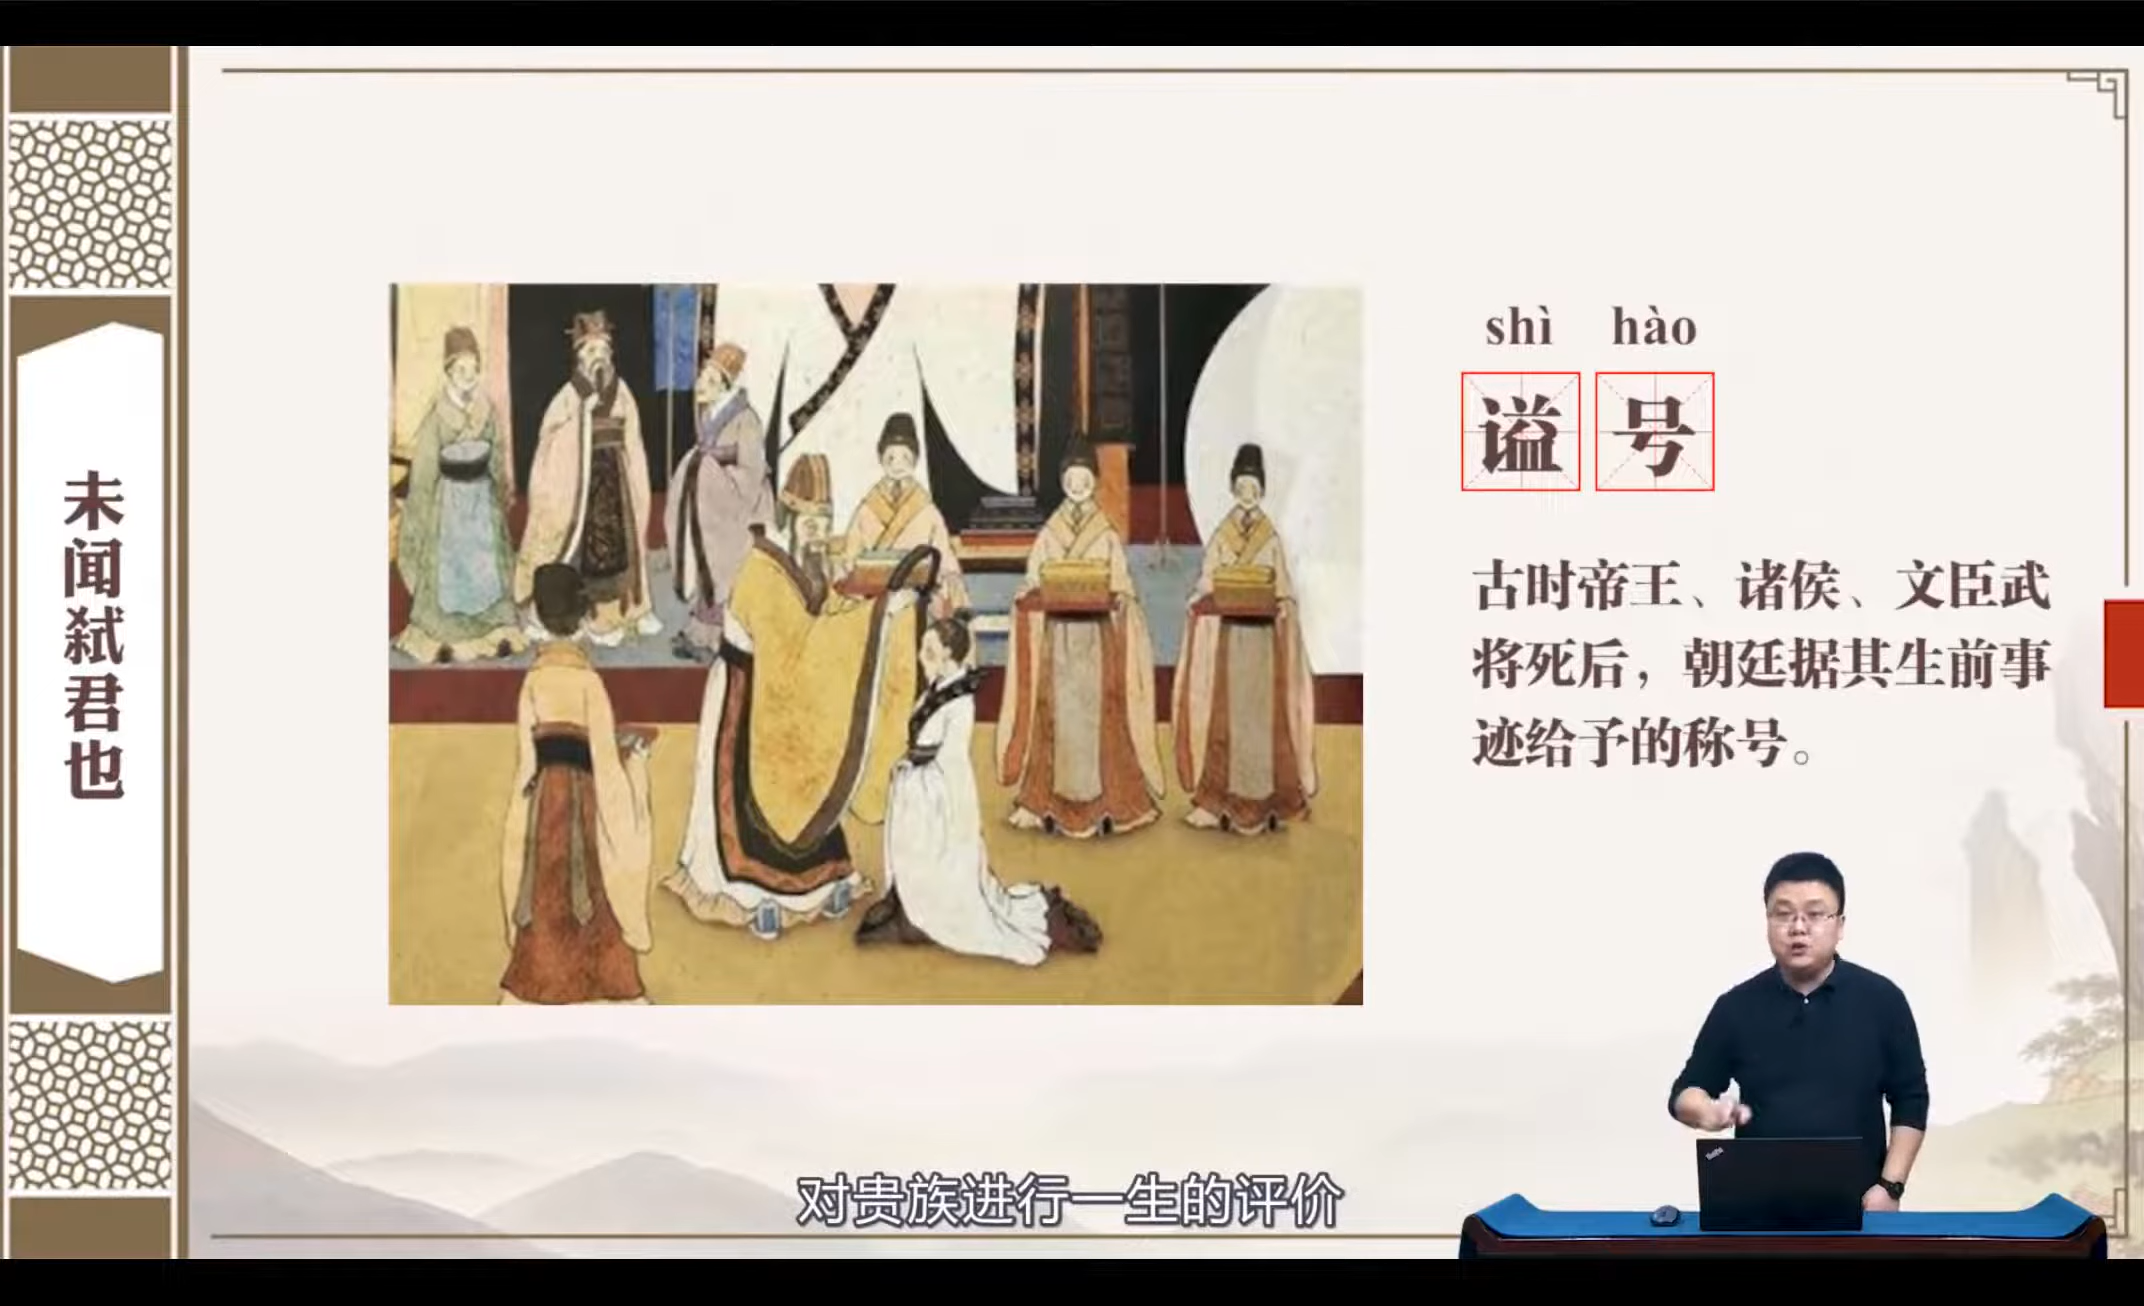 未闻弑君也
shì hào
谥号
古时帝王、诸侯、文臣武
将死后，朝廷据其生前事
迹给予的称号。
对贵族进行一生的评价